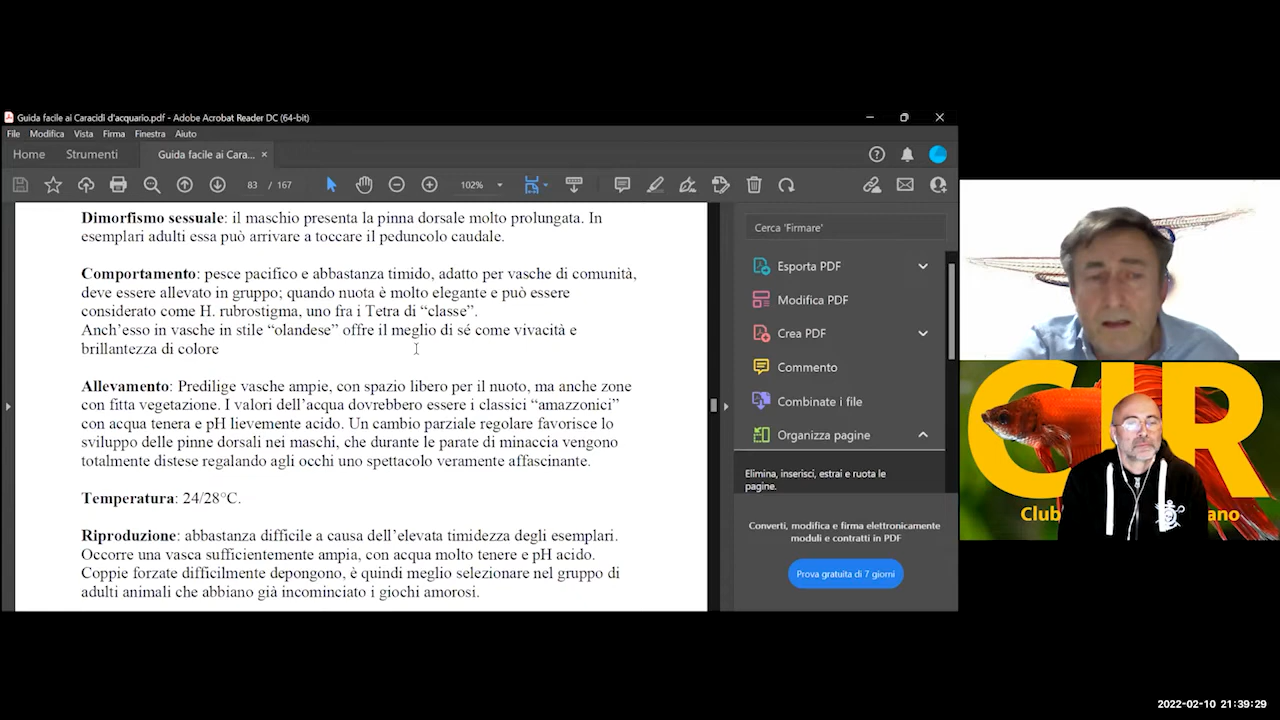 Guida facile ai Caracidi d'acquario.pdf - Adobe Acrobat Reader DC (64-bit)
File Modifica Vista Firma Finestra Aiuto
Home Strumenti Guida facile ai Cara... ×
83 / 167 102%
Dimorfismo sessuale: il maschio presenta la pinna dorsale molto prolungata. In
esemplari adulti essa può arrivare a toccare il peduncolo caudale.
Comportamento: pesce pacifico e abbastanza timido, adatto per vasche di comunità,
deve essere allevato in gruppo; quando nuota è molto elegante e può essere
considerato come H. rubrostigma, uno fra i Tetra di “classe”.
Anch’esso in vasche in stile “olandese” offre il meglio di sé come vivacità e
brillantezza di colore
Allevamento: Predilige vasche ampie, con spazio libero per il nuoto, ma anche zone
con fitta vegetazione. I valori dell’acqua dovrebbero essere i classici “amazzonici”
con acqua tenera e pH lievemente acido. Un cambio parziale regolare favorisce lo
sviluppo delle pinne dorsali nei maschi, che durante le parate di minaccia vengono
totalmente distese regalando agli occhi uno spettacolo veramente affascinante.
Temperatura: 24/28°C.
Riproduzione: abbastanza difficile a causa dell’elevata timidezza degli esemplari.
Occorre una vasca sufficientemente ampia, con acqua molto tenere e pH acido.
Coppie forzate difficilmente depongono, è quindi meglio selezionare nel gruppo di
adulti animali che abbiano già incominciato i giochi amorosi.
Cerca 'Firmare'
Esporta PDF
Modifica PDF
Crea PDF
Commento
Combinate i file
Organizza pagine
Elimina, inserisci, estrai e ruota le
pagine.
Converti, modifica e firma elettronicamente
moduli e contratti in PDF
Prova gratuita di 7 giorni
Club
2022-02-10 21:39:29